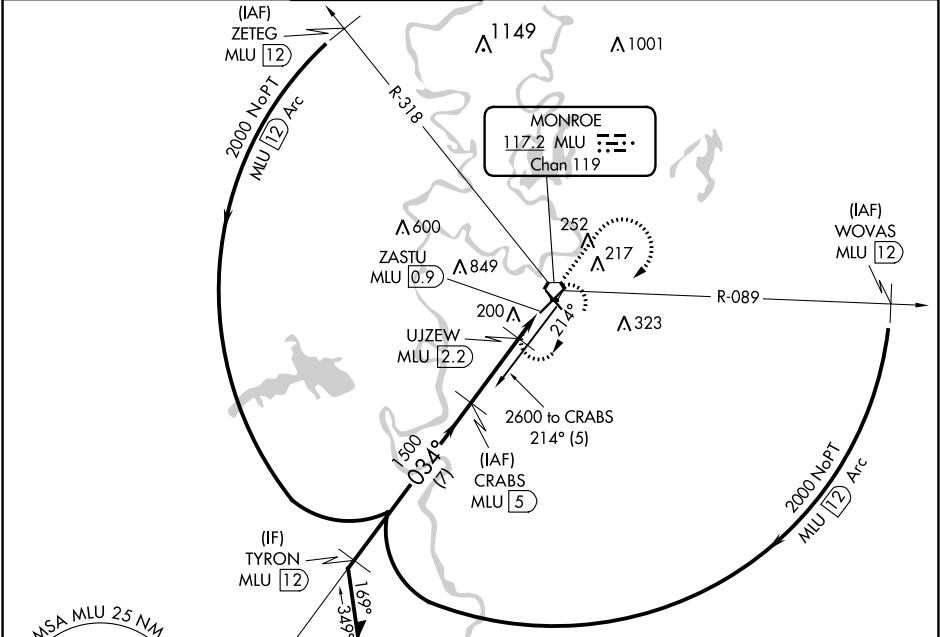 (IAF)
ZETEG
MLU 12
1149
1001
R-318
2000 NoPT
MLU 12 Arc
MONROE
117.2 MLU
Chan 119
(IAF)
WOVAS
MLU 12
600
252
217
ZASTU
MLU 0.9
849
R-089
200
214°
323
UJZEW
MLU 2.2
2600 to CRABS
214° (5)
1500
034°
(7)
(IAF)
CRABS
MLU 5
2000 NoPT
MLU 12 Arc
(IF)
TYRON
MLU 12
169°
349°
MSA MLU 25 NM